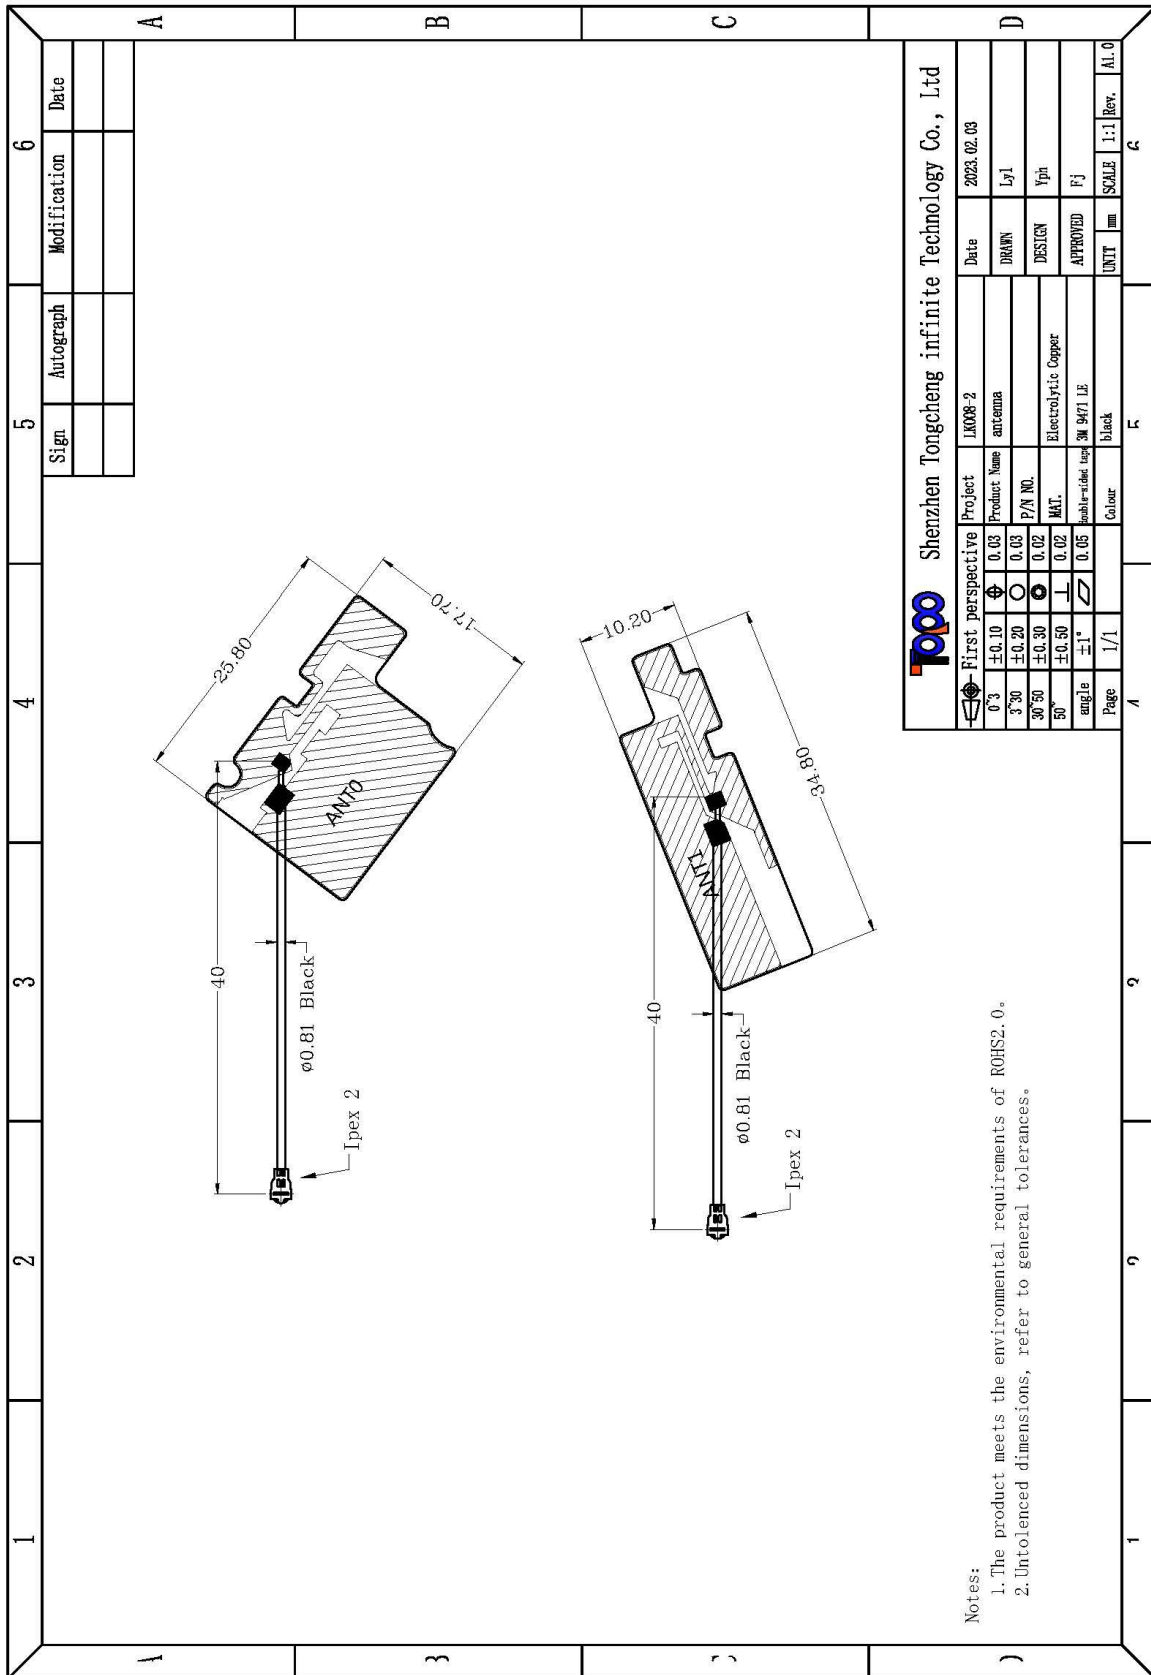 1 2 3 4 5 6
A
B
C
D
Sign Autograph Modification Date
25.80
17.70
40
ANT0
ø0.81 Black
Ipex 2
10.20
34.80
40
ANT1
ø0.81 Black
Ipex 2
Notes:
1. The product meets the environmental requirements of ROHS2.0。
2. Untolenced dimensions, refer to general tolerances。
Topoo Shenzhen Tongcheng infinite Technology Co., Ltd
First perspective Project LK008-2 Date 2023.02.03
0~3 ±0.10 0.03 Product Name antenna DRAWN Lyl
3~30 ±0.20 0.03 P/N NO.
30~50 ±0.30 0.02 DESIGN Yph
50~ ±0.50 ⊥ 0.02 MAT. Electrolytic Copper
angle ±1° 0.05 double-sided tape 3M 9471 LE APPROVED Fj
Page 1/1 Colour black UNIT mm SCALE 1:1 Rev. A1.0